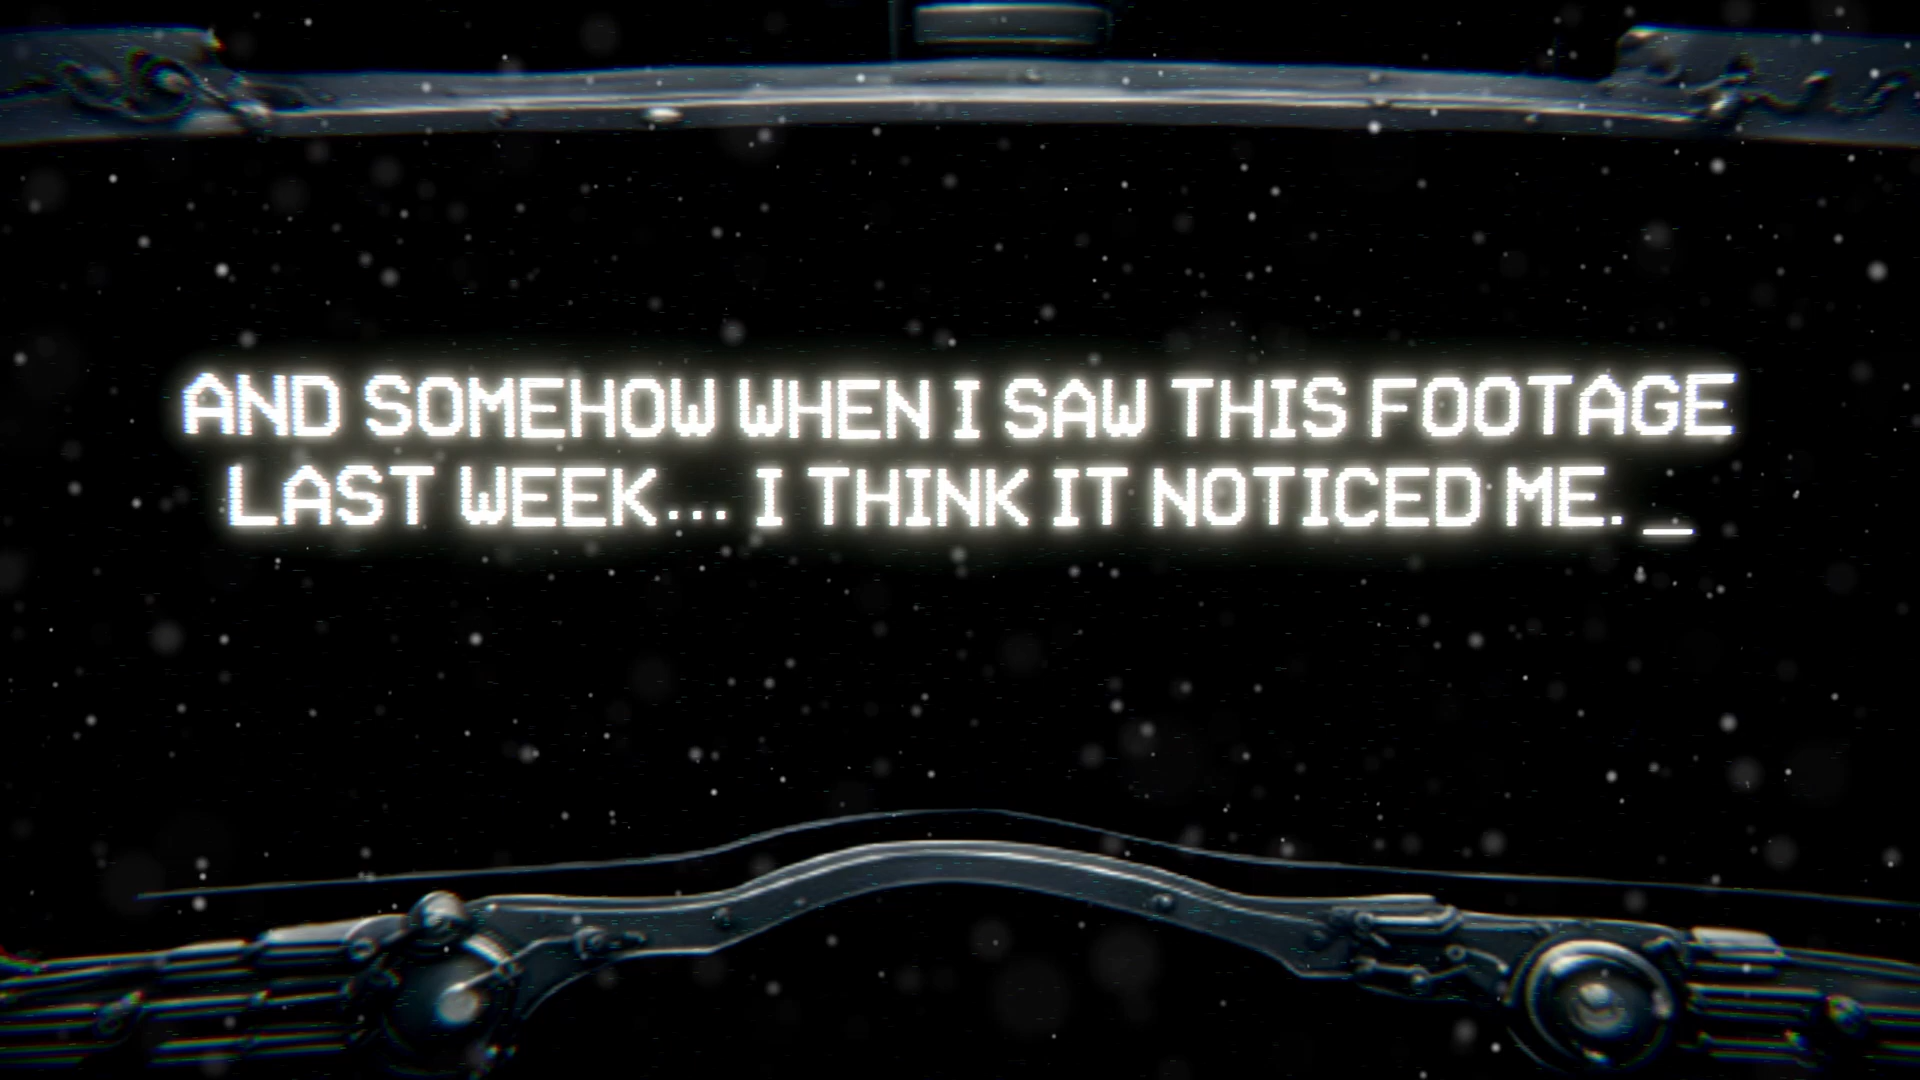 AND SOMEHOW WHEN I SAW THIS FOOTAGE
LAST WEEK... I THINK IT NOTICED ME._